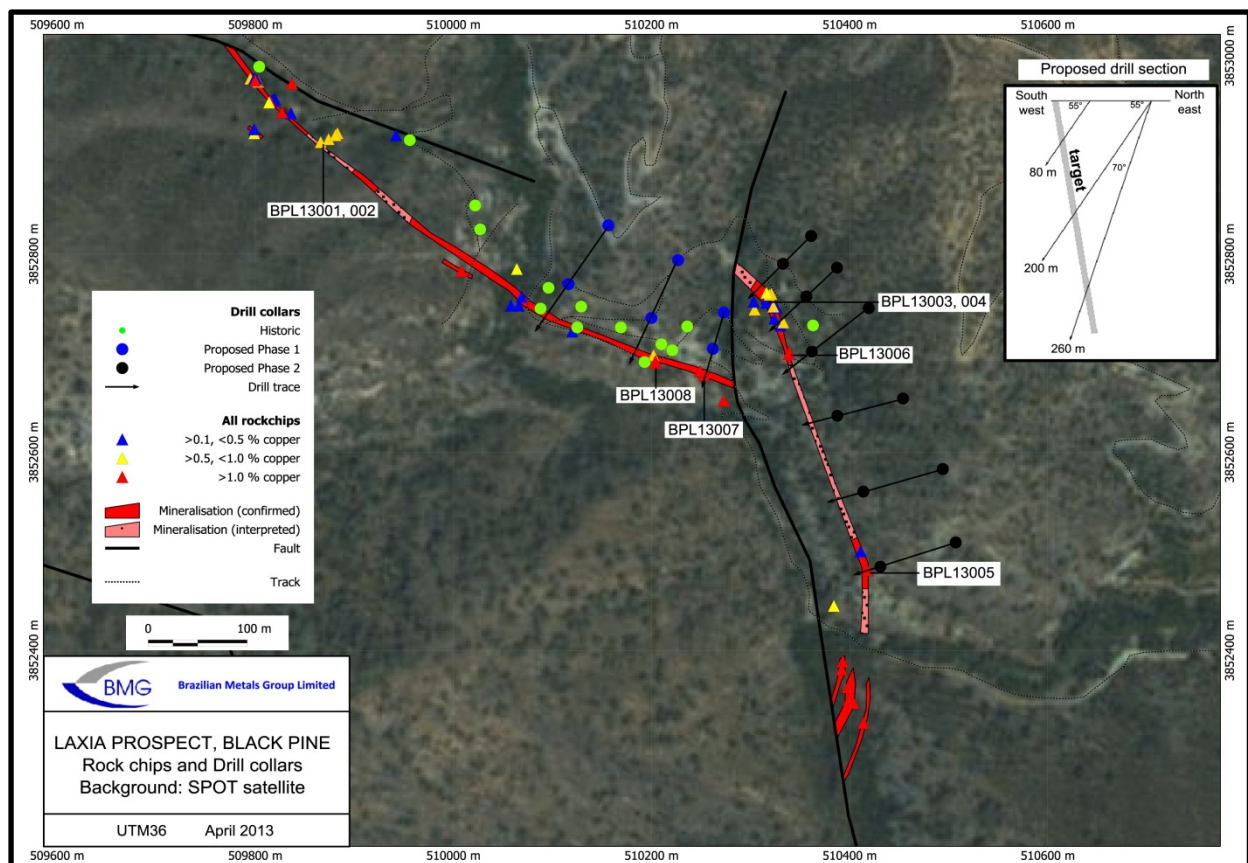 509600 m
509800 m
510000 m
510200 m
510400 m
510600 m
3853000 m
Proposed drill section
South
west
North
east
55°
55°
target
80 m
70°
200 m
260 m
BPL13001, 002
3852800 m
3852800 m
BPL13003, 004
BPL13006
BPL13008
BPL13007
Drill collars
Historic
Proposed Phase 1
Proposed Phase 2
Drill trace
All rockchips
>0.1, <0.5 % copper
>0.5, <1.0 % copper
>1.0 % copper
Mineralisation (confirmed)
Mineralisation (interpreted)
Fault
Track
3852600 m
3852600 m
BPL13005
0 100 m
3852400 m
3852400 m
BMG Brazilian Metals Group Limited
LAXIA PROSPECT, BLACK PINE
Rock chips and Drill collars
Background: SPOT satellite
UTM36 April 2013
509600 m
509800 m
510000 m
510200 m
510400 m
510600 m